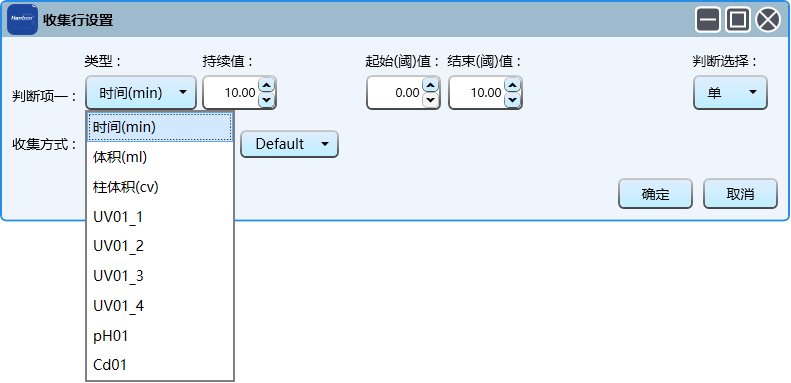 Hanbon
收集行设置
类型： 持续值： 起始(阈)值： 结束(阈)值： 判断选择：
判断项一： 时间(min) 10.00 0.00 10.00 单
时间(min)
收集方式： Default
体积(ml)
柱体积(cv)
确定 取消
UV01_1
UV01_2
UV01_3
UV01_4
pH01
Cd01